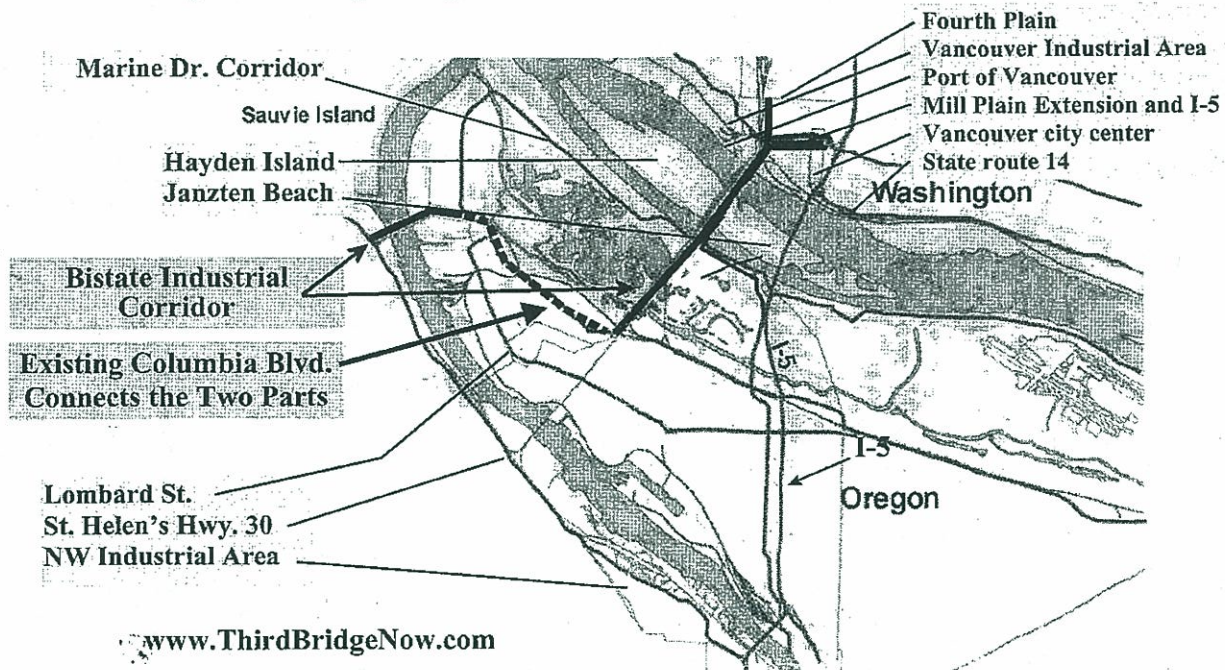 Fourth Plain
Vancouver Industrial Area
Port of Vancouver
Mill Plain Extension and I-5
Vancouver city center
State route 14
Marine Dr. Corridor
Sauvie Island
Hayden Island
Janzten Beach
Washington
Bistate Industrial
Corridor
Existing Columbia Blvd.
Connects the Two Parts
I-5
I-5
Oregon
Lombard St.
St. Helen's Hwy. 30
NW Industrial Area
www.ThirdBridgeNow.com